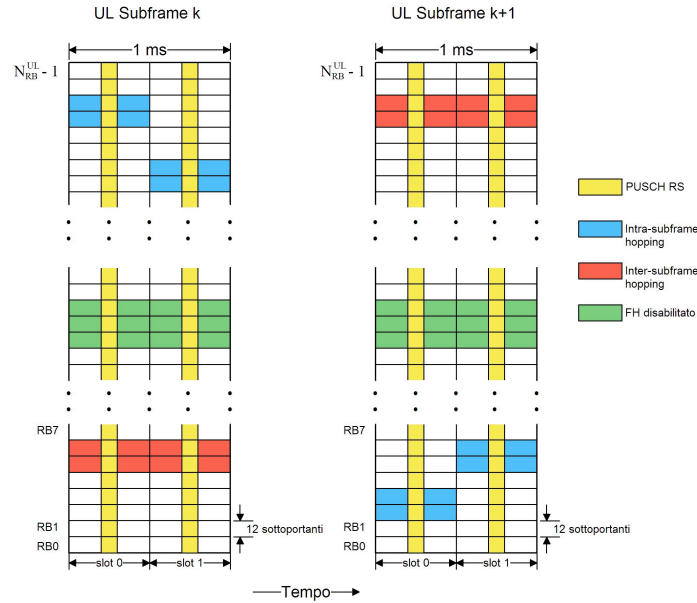 UL Subframe k
UL Subframe k+1
1 ms
1 ms
N_RB^UL - 1
N_RB^UL - 1
PUSCH RS
Intra-subframe
hopping
Inter-subframe
hopping
FH disabilitato
RB7
RB7
RB1
12 sottoportanti
RB1
12 sottoportanti
RB0
RB0
slot 0
slot 1
slot 0
slot 1
Tempo